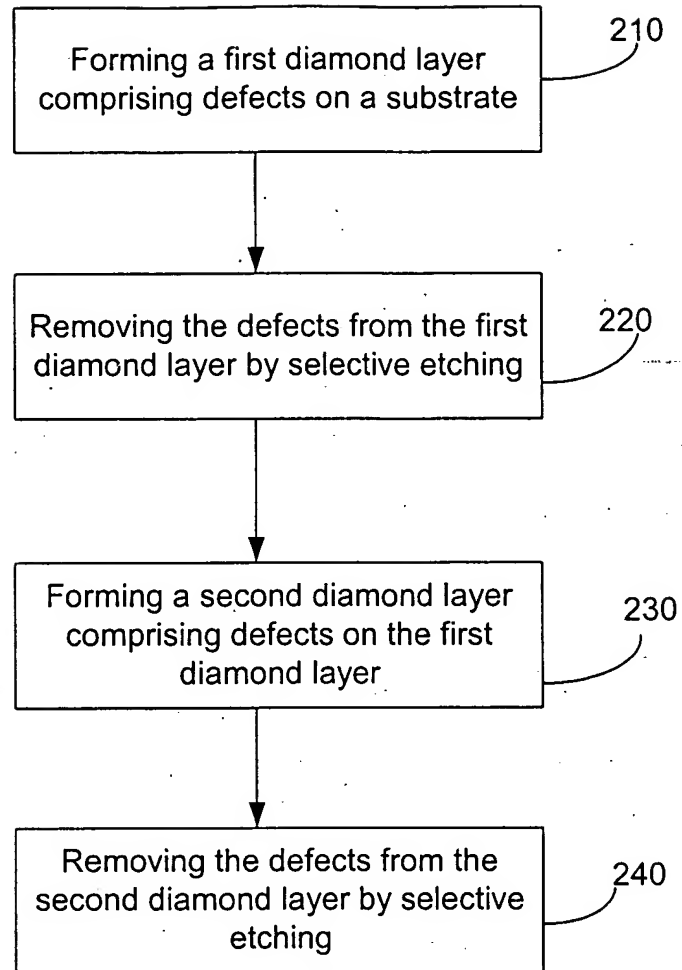 210
Forming a first diamond layer
comprising defects on a substrate
220
Removing the defects from the first
diamond layer by selective etching
230
Forming a second diamond layer
comprising defects on the first
diamond layer
240
Removing the defects from the
second diamond layer by selective
etching